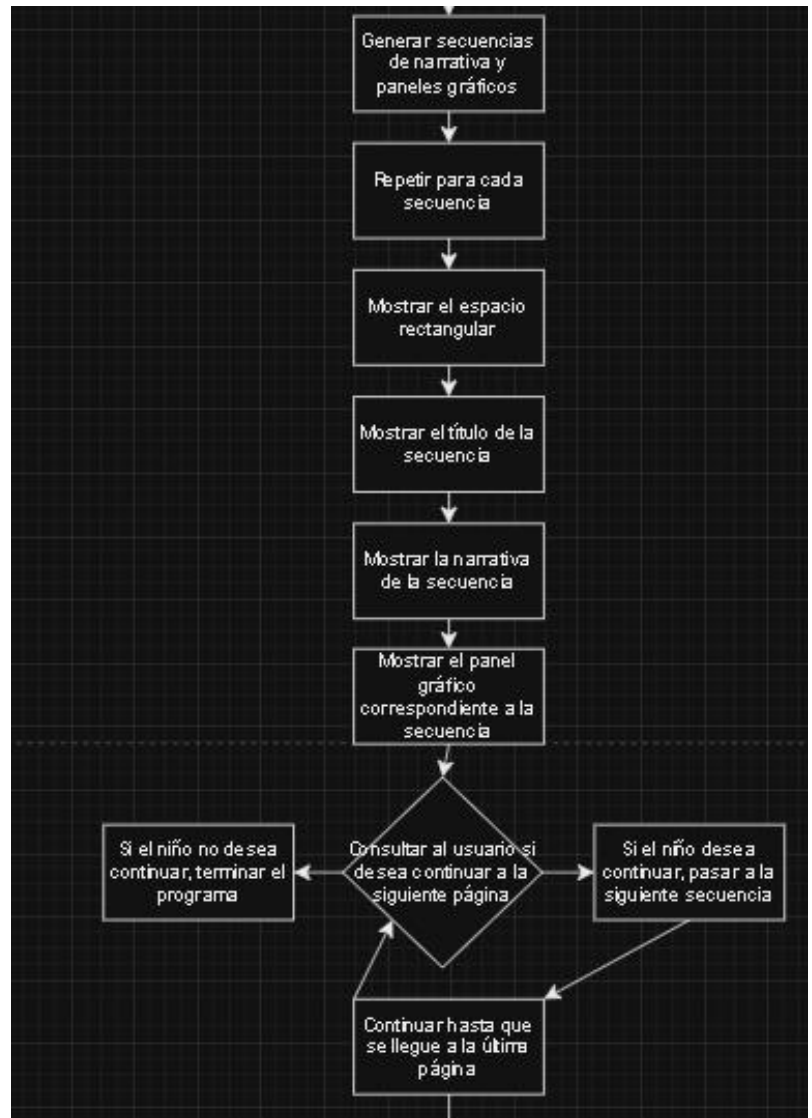 Generar secuencias
de narrativa y
paneles gráficos
Repetir para cada
secuencia
Mostrar el espacio
rectangular
Mostrar el título de la
secuencia
Mostrar la narrativa
de la secuencia
Mostrar el panel
gráfico
correspondiente a la
secuencia
Consultar al usuario si
desea continuar a la
siguiente página
Si el niño no desea
continuar, terminar el
programa
Si el niño desea
continuar, pasar a la
siguiente secuencia
Continuar hasta que
se llegue a la última
página